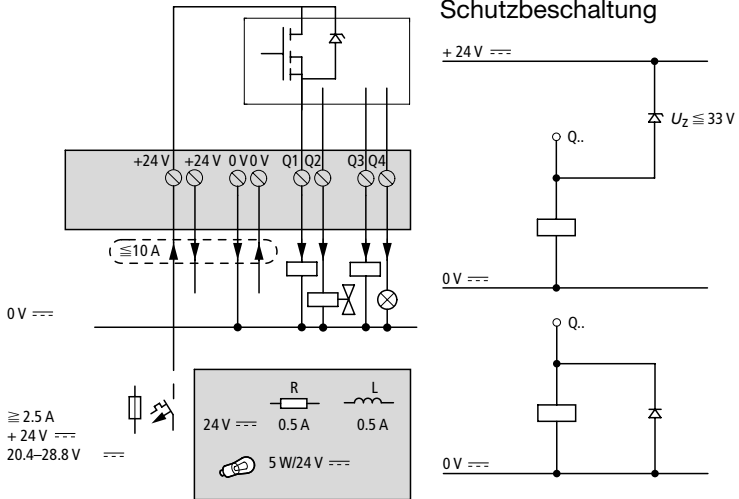 Schutzbeschaltung
+24 V +24 V 0 V 0 V Q1 Q2 Q3 Q4
≦10 A
0 V ⎓
≧ 2.5 A
+ 24 V ⎓
20.4–28.8 V ⎓
R L
24 V ⎓ 0.5 A 0.5 A
5 W/24 V ⎓
+ 24 V ⎓
UZ ≦ 33 V
Q..
0 V ⎓
Q..
0 V ⎓